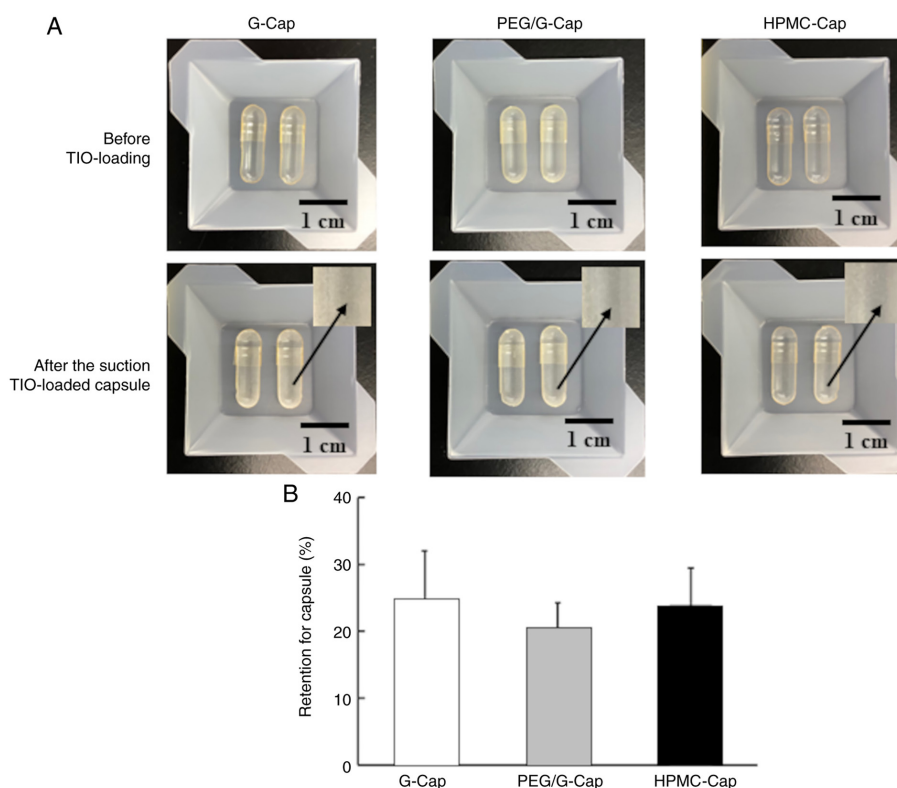 A
G-Cap
PEG/G-Cap
HPMC-Cap
Before
TIO-loading
1 cm
1 cm
1 cm
After the suction
TIO-loaded capsule
1 cm
1 cm
1 cm
B
Retention for capsule (%)
40
30
20
10
0
G-Cap
PEG/G-Cap
HPMC-Cap